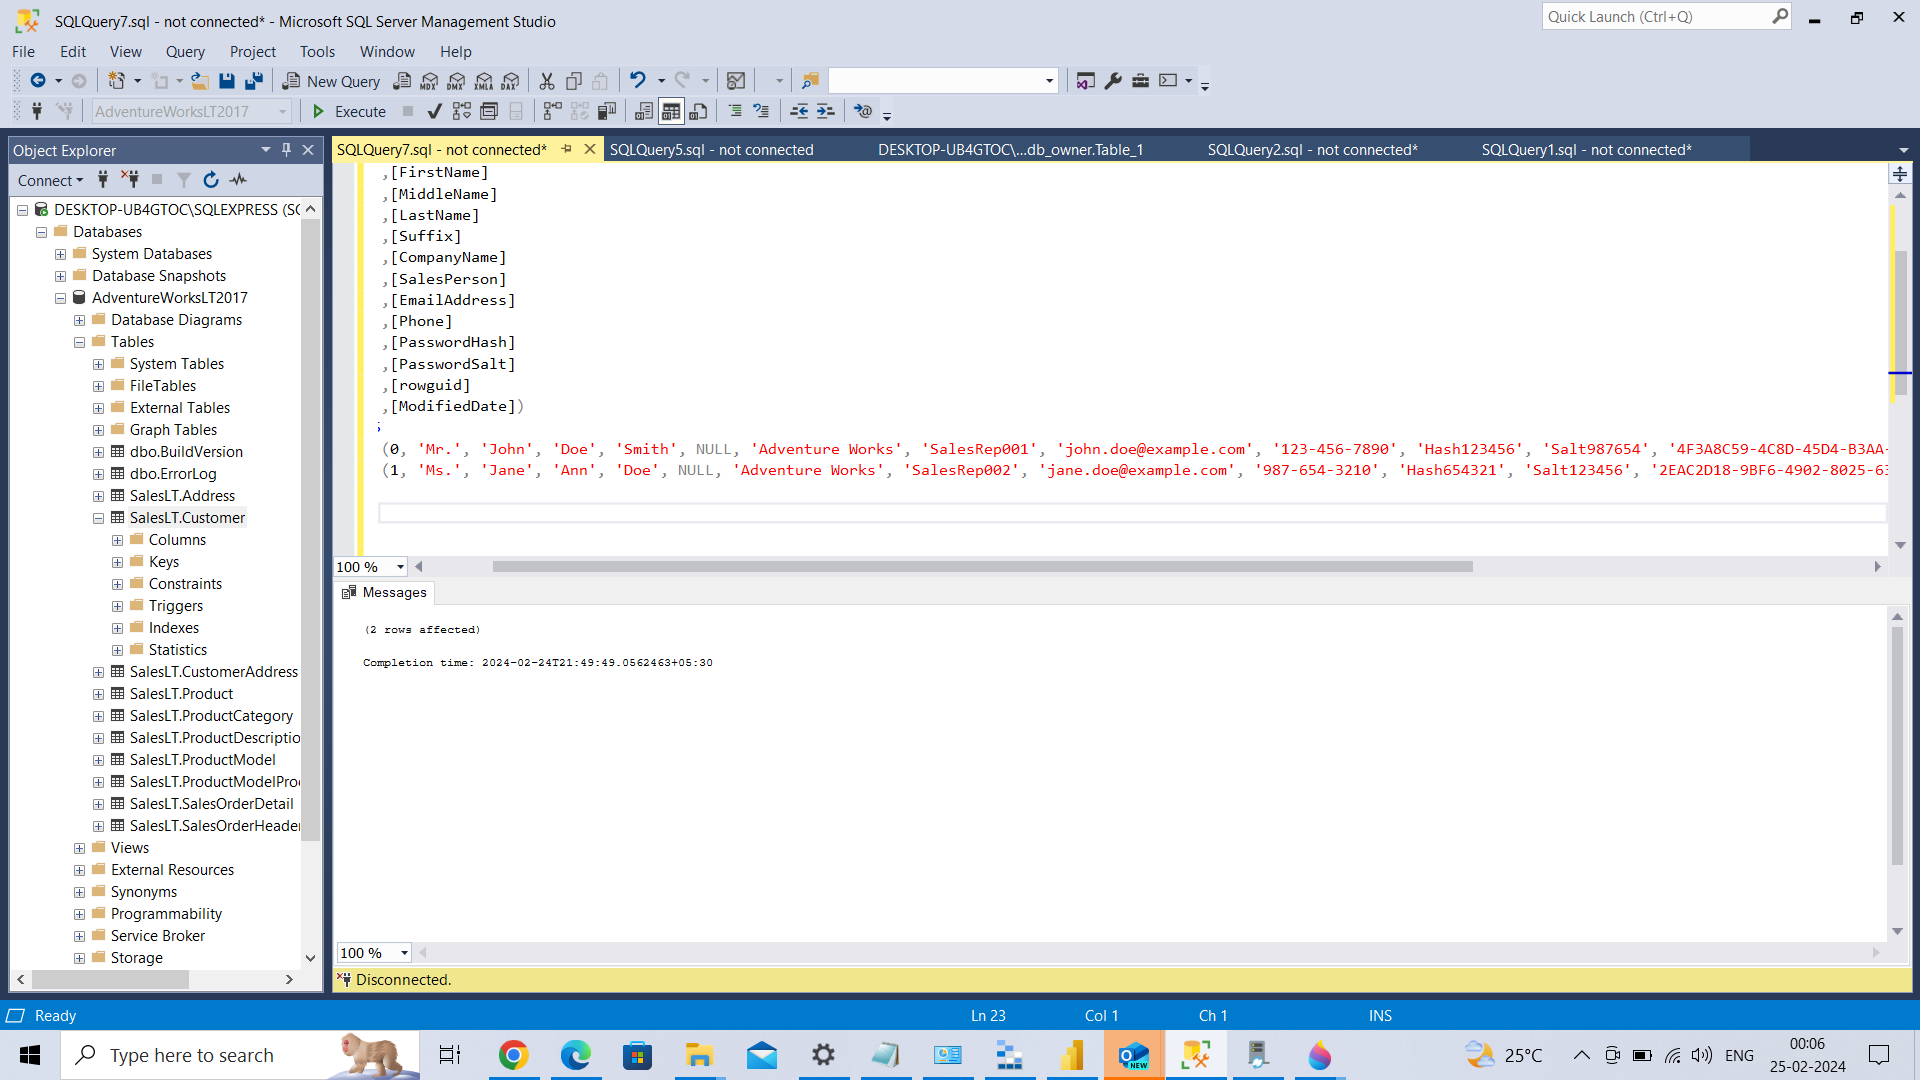 SQLQuery7.sql - not connected* - Microsoft SQL Server Management Studio
Quick Launch (Ctrl+Q)
File Edit View Query Project Tools Window Help
New Query MDX DMX XMLA DAX
AdventureWorksLT2017 Execute
Object Explorer
Connect
DESKTOP-UB4GTOC\SQLEXPRESS (SQ
Databases
System Databases
Database Snapshots
AdventureWorksLT2017
Database Diagrams
Tables
System Tables
FileTables
External Tables
Graph Tables
dbo.BuildVersion
dbo.ErrorLog
SalesLT.Address
SalesLT.Customer
Columns
Keys
Constraints
Triggers
Indexes
Statistics
SalesLT.CustomerAddress
SalesLT.Product
SalesLT.ProductCategory
SalesLT.ProductDescriptio
SalesLT.ProductModel
SalesLT.ProductModelProd
SalesLT.SalesOrderDetail
SalesLT.SalesOrderHeader
Views
External Resources
Synonyms
Programmability
Service Broker
Storage
SQLQuery7.sql - not connected* SQLQuery5.sql - not connected DESKTOP-UB4GTOC\...db_owner.Table_1 SQLQuery2.sql - not connected* SQLQuery1.sql - not connected*
,[FirstName]
,[MiddleName]
,[LastName]
,[Suffix]
,[CompanyName]
,[SalesPerson]
,[EmailAddress]
,[Phone]
,[PasswordHash]
,[PasswordSalt]
,[rowguid]
,[ModifiedDate])
(0, 'Mr.', 'John', 'Doe', 'Smith', NULL, 'Adventure Works', 'SalesRep001', 'john.doe@example.com', '123-456-7890', 'Hash123456', 'Salt987654', '4F3A8C59-4C8D-45D4-B3AA-
(1, 'Ms.', 'Jane', 'Ann', 'Doe', NULL, 'Adventure Works', 'SalesRep002', 'jane.doe@example.com', '987-654-3210', 'Hash654321', 'Salt123456', '2EAC2D18-9BF6-4902-8025-63
100 %
Messages
(2 rows affected)
Completion time: 2024-02-24T21:49:49.0562463+05:30
100 %
Disconnected.
Ready Ln 23 Col 1 Ch 1 INS
Type here to search
NEW
25°C
ENG
00:06
25-02-2024